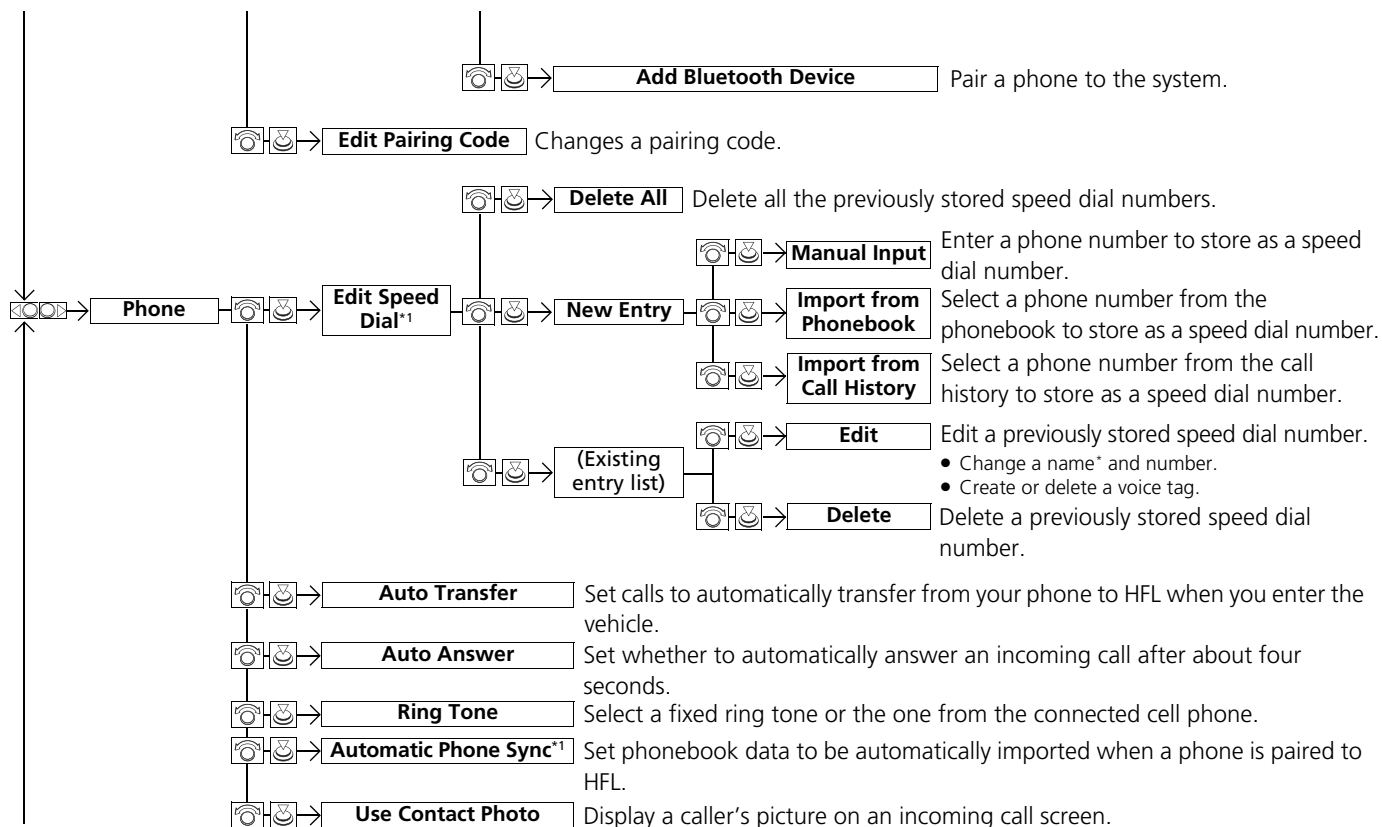 Add Bluetooth Device Pair a phone to the system.
Edit Pairing Code Changes a pairing code.
Delete All Delete all the previously stored speed dial numbers.
Manual Input Enter a phone number to store as a speed
dial number.
Phone
Edit Speed
Dial*1
New Entry
Import from
Phonebook
Select a phone number from the
phonebook to store as a speed dial number.
Import from
Call History
Select a phone number from the call
history to store as a speed dial number.
(Existing
entry list)
Edit Edit a previously stored speed dial number.
● Change a name* and number.
● Create or delete a voice tag.
Delete Delete a previously stored speed dial
number.
Auto Transfer Set calls to automatically transfer from your phone to HFL when you enter the
vehicle.
Auto Answer Set whether to automatically answer an incoming call after about four
seconds.
Ring Tone Select a fixed ring tone or the one from the connected cell phone.
Automatic Phone Sync*1 Set phonebook data to be automatically imported when a phone is paired to
HFL.
Use Contact Photo Display a caller's picture on an incoming call screen.